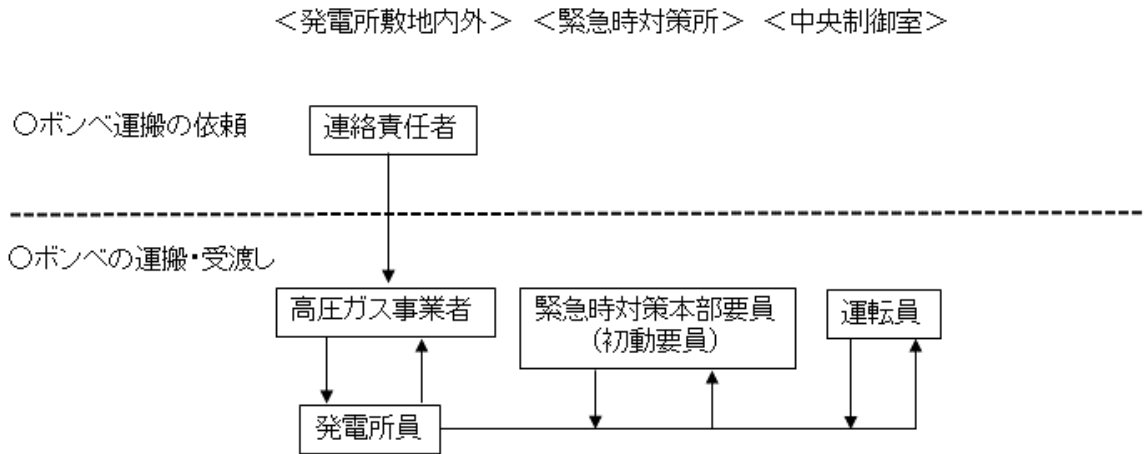 ＜発電所敷地内外＞ ＜緊急時対策所＞ ＜中央制御室＞
○ボンベ運搬の依頼
連絡責任者
○ボンベの運搬・受渡し
高圧ガス事業者
緊急時対策本部要員
（初動要員）
運転員
発電所員